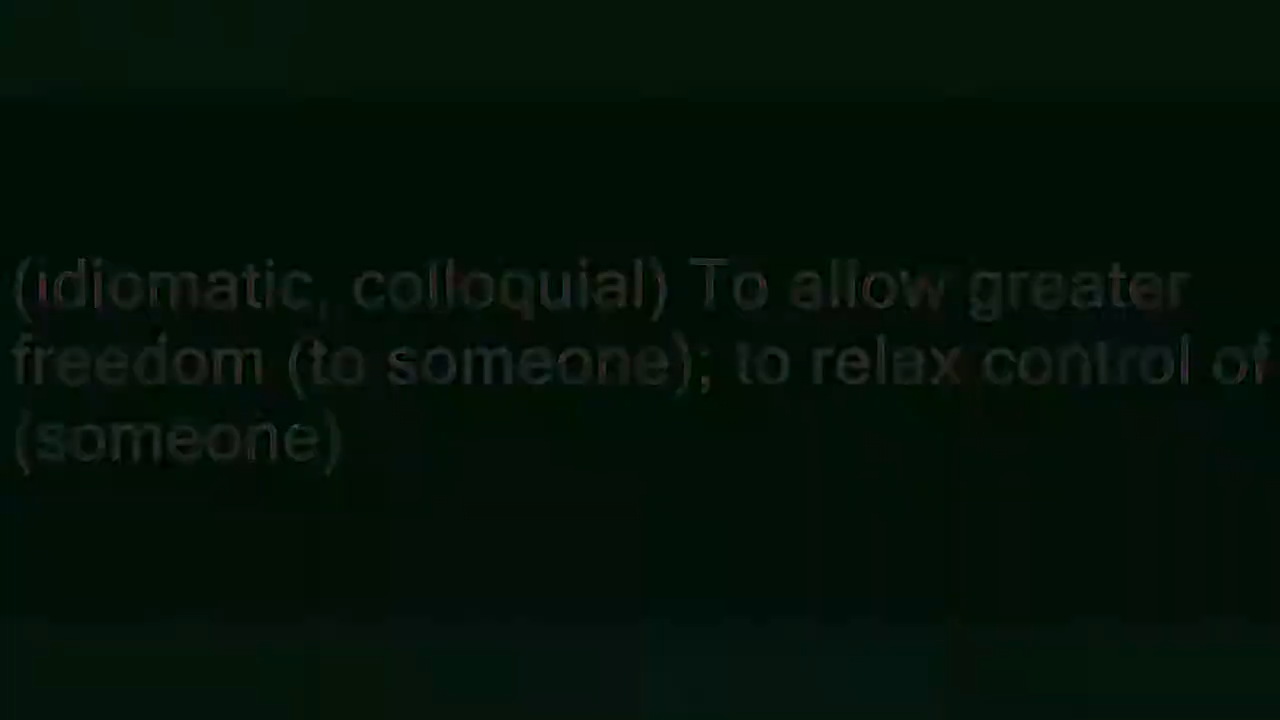 (idiomatic, colloquial) To allow greater
freedom (to someone); to relax control of
(someone)